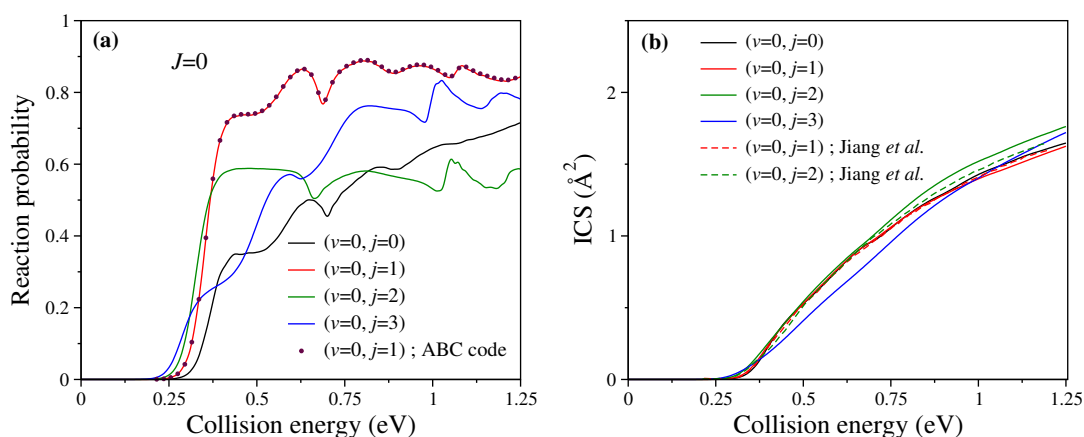 (a)
J=0
Reaction probability
1
0.8
0.6
0.4
0.2
0
0
0.25
0.5
0.75
1
1.25
Collision energy (eV)
(v=0, j=0)
(v=0, j=1)
(v=0, j=2)
(v=0, j=3)
(v=0, j=1) ; ABC code
(b)
(v=0, j=0)
(v=0, j=1)
(v=0, j=2)
(v=0, j=3)
(v=0, j=1) ; Jiang et al.
(v=0, j=2) ; Jiang et al.
ICS (Å²)
2
1
0
0
0.25
0.5
0.75
1
1.25
Collision energy (eV)